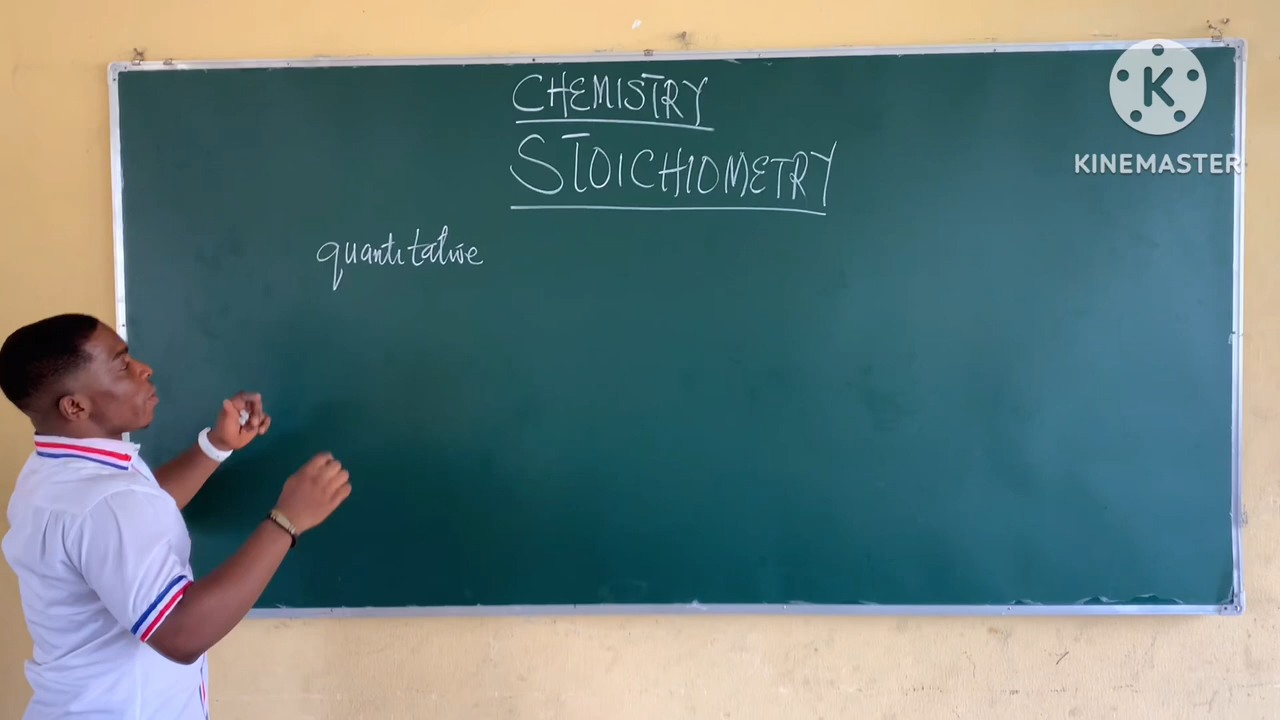 CHEMISTRY
STOICHIOMETRY
quantitative
K
KINEMASTER